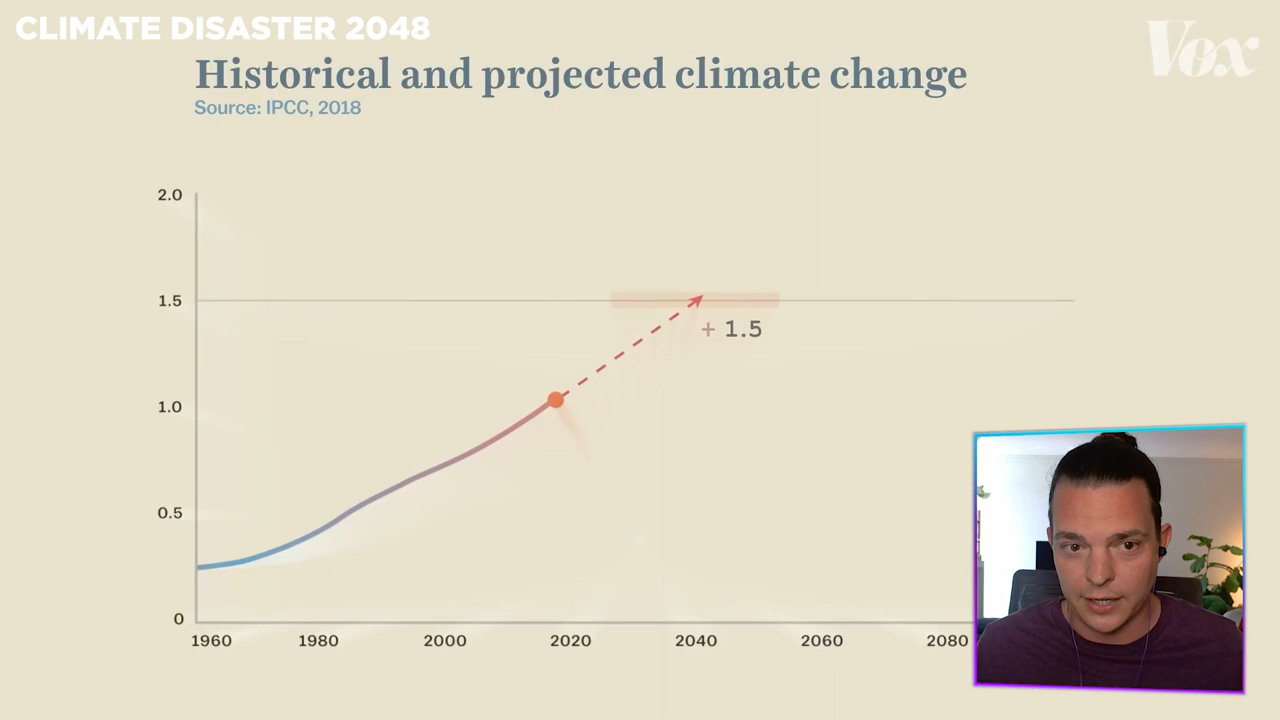 CLIMATE DISASTER 2048
Vox
Historical and projected climate change
Source: IPCC, 2018
2.0
1.5
+ 1.5
1.0
0.5
0
1960 1980 2000 2020 2040 2060 2080